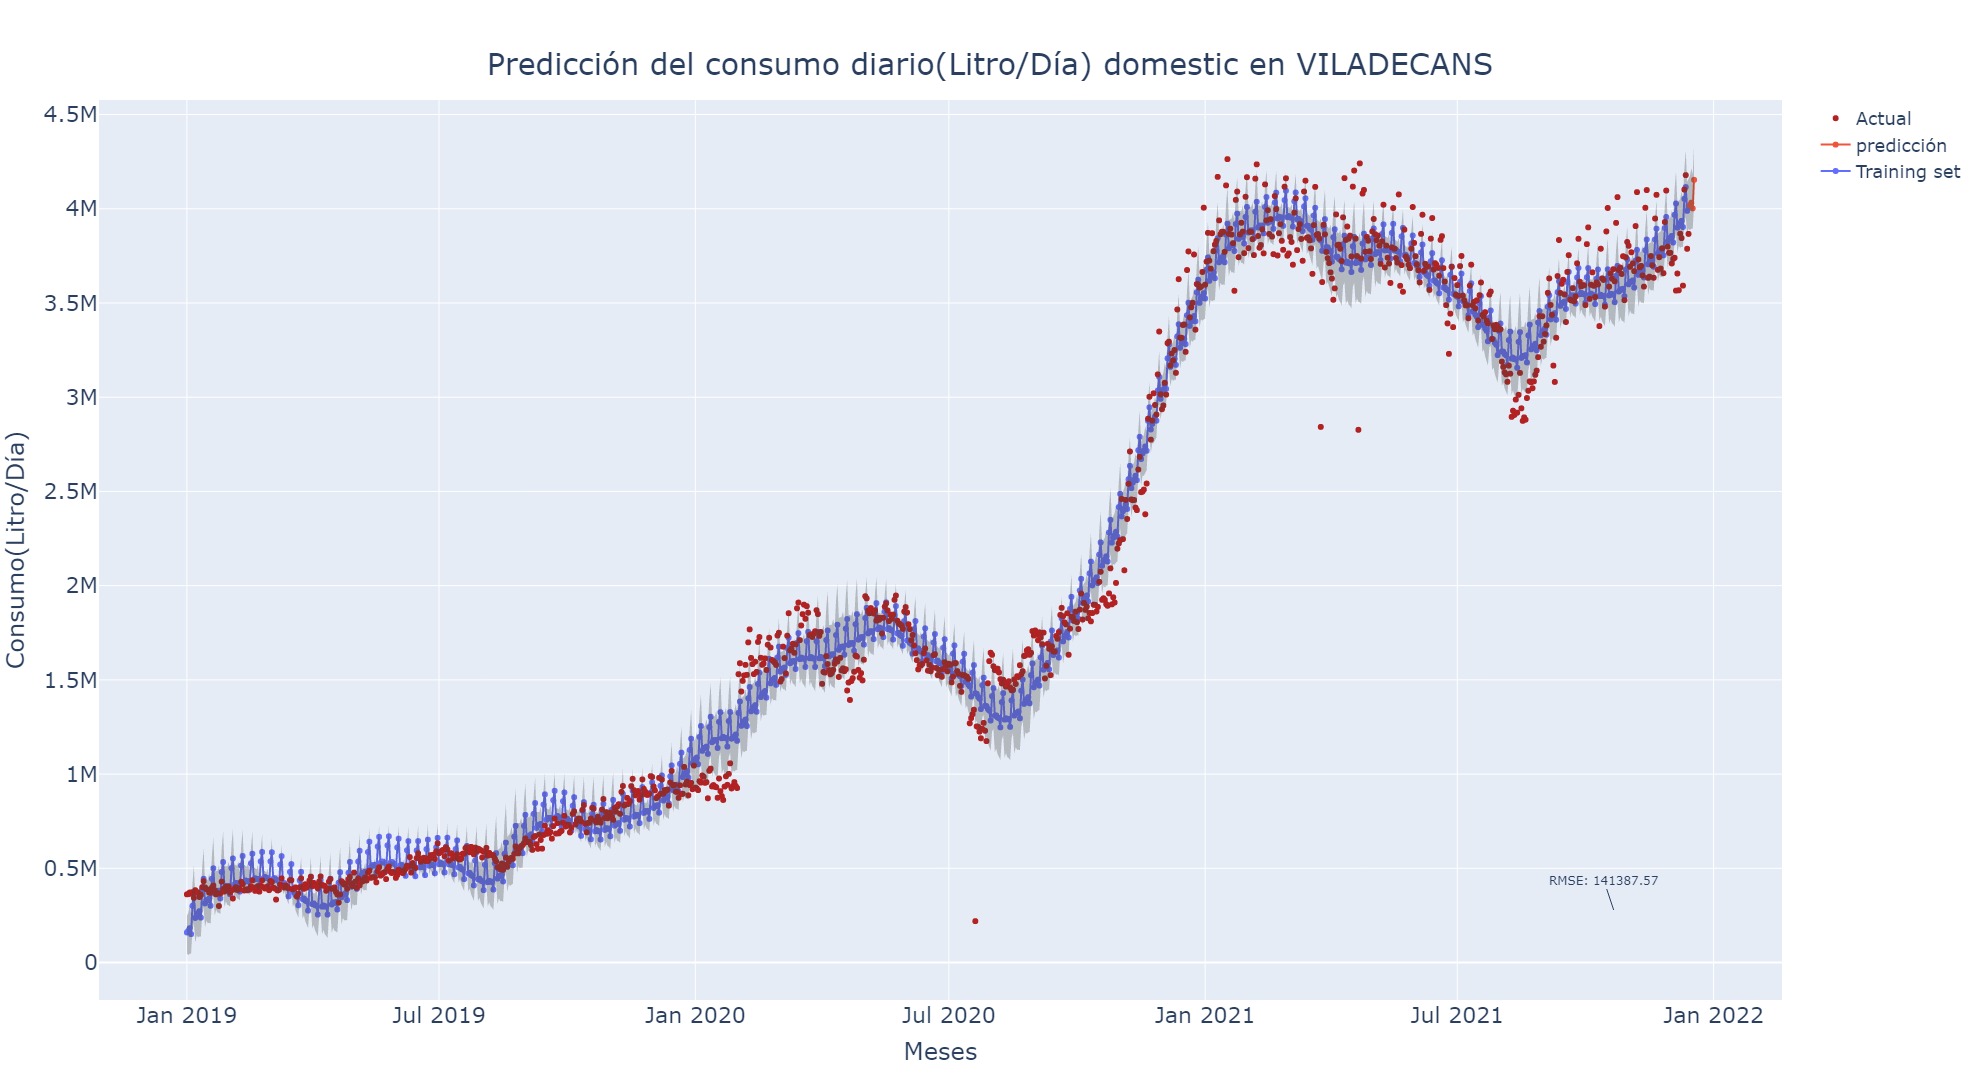 Predicción del consumo diario(Litro/Día) domestic en VILADECANS
Actual
predicción
Training set
4.5M
4M
3.5M
3M
2.5M
2M
1.5M
1M
0.5M
0
Consumo(Litro/Día)
RMSE: 141387.57
Jan 2019
Jul 2019
Jan 2020
Jul 2020
Jan 2021
Jul 2021
Jan 2022
Meses